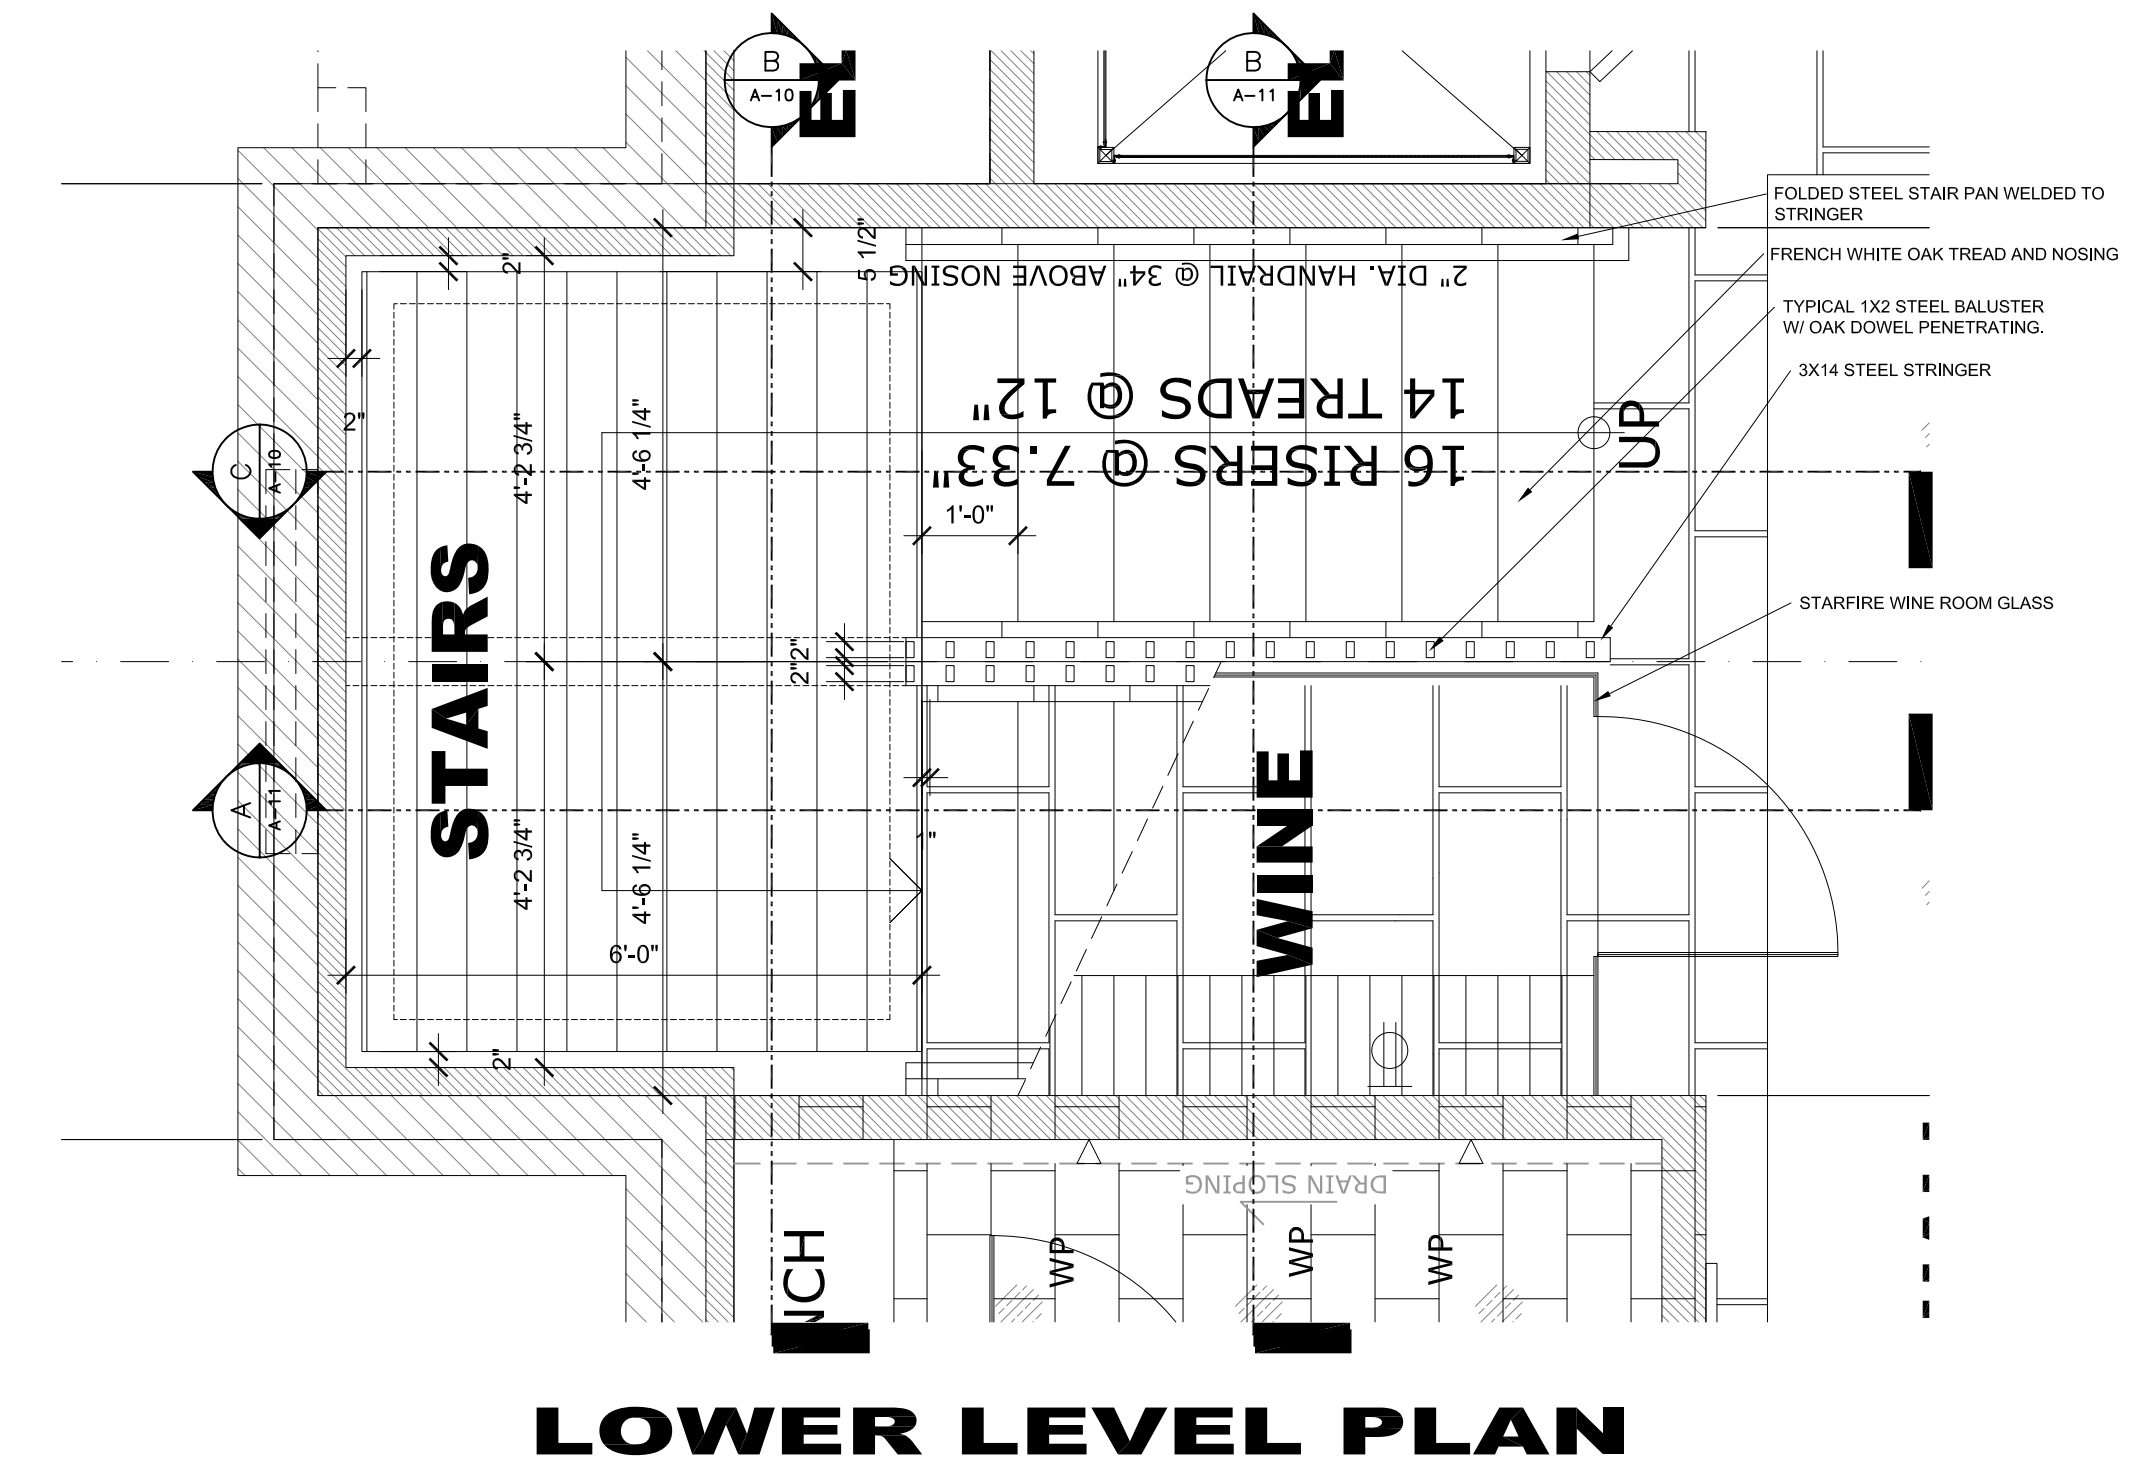 B
A-10
EL
B
A-11
EL
FOLDED STEEL STAIR PAN WELDED TO
STRINGER
FRENCH WHITE OAK TREAD AND NOSING
TYPICAL 1X2 STEEL BALUSTER
W/ OAK DOWEL PENETRATING.
3X14 STEEL STRINGER
STARFIRE WINE ROOM GLASS
2"
5 1/2"
2" DIA. HANDRAIL @ 34" ABOVE NOSING
2"
4'-2 3/4"
4'-6 1/4"
14 TREADS @ 12"
16 RISERS @ 7.33"
UP
C
A-10
1'-0"
STAIRS
2"
2"
A
A-11
4'-2 3/4"
4'-6 1/4"
1"
WINE
6'-0"
2"
DRAIN SLOPING
NCH
WP
WP
WP
LOWER LEVEL PLAN